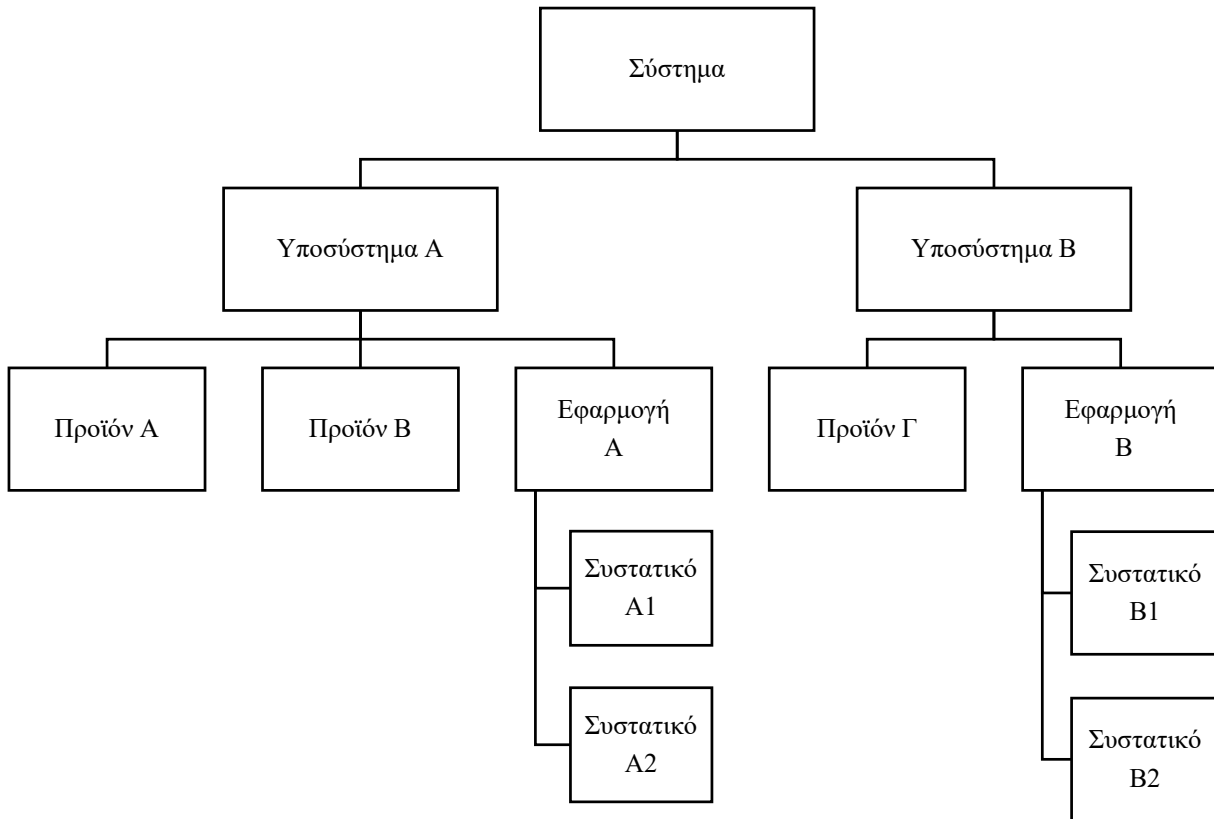 Σύστημα
Υποσύστημα Α
Υποσύστημα Β
Προϊόν Α
Προϊόν Β
Εφαρμογή
Α
Προϊόν Γ
Εφαρμογή
Β
Συστατικό
Α1
Συστατικό
Β1
Συστατικό
Α2
Συστατικό
Β2